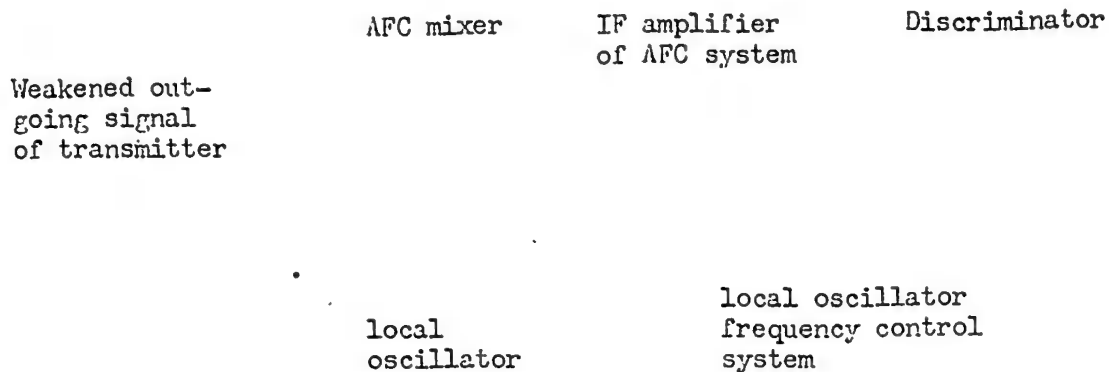 AFC mixer
IF amplifier
of AFC system
Discriminator
Weakened out-
going signal
of transmitter
local
oscillator
local oscillator
frequency control
system